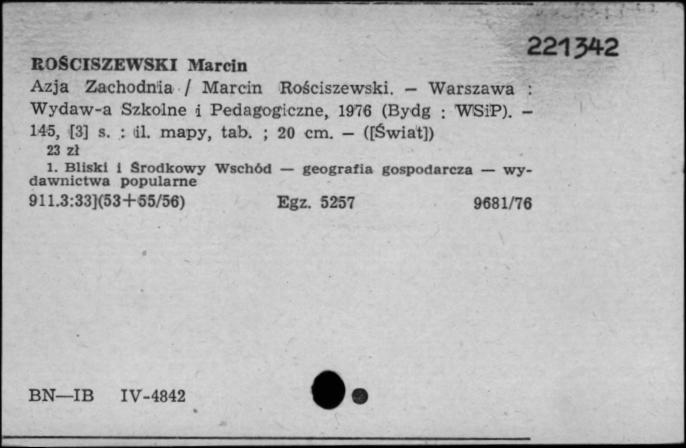 221342
ROŚCISZEWSKI Marcin
Azja Zachodnia / Marcin Rościszewski. — Warszawa :
Wydaw-a Szkolne i Pedagogiczne, 1976 (Bydg : WSiP). —
145, [3] s. : il. mapy, tab. ; 20 cm. — ([Świat])
23 zł
1. Bliski i Środkowy Wschód — geografia gospodarcza — wy-
dawnictwa popularne
911.3:33](53+55/56) Egz. 5257 9681/76
BN—IB IV-4842